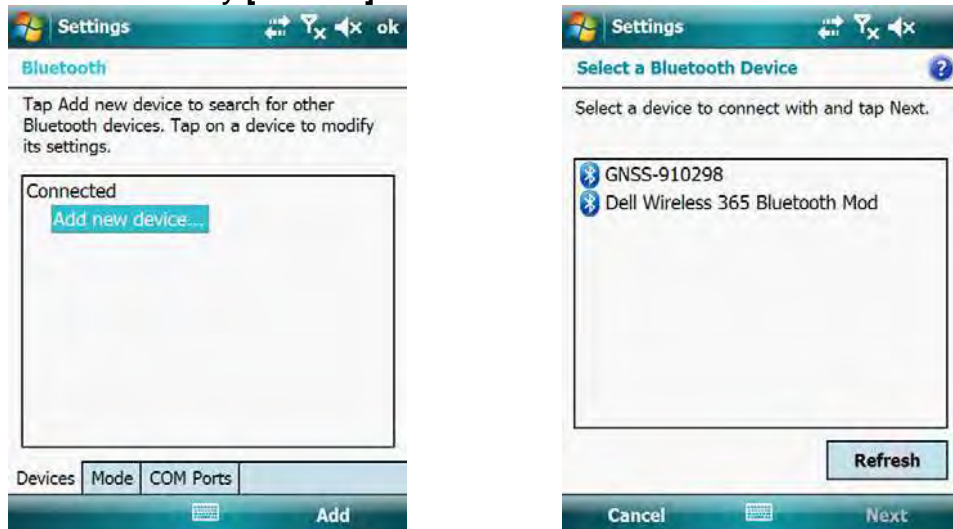 Settings
ok
Bluetooth
Tap Add new device to search for other
Bluetooth devices. Tap on a device to modify
its settings.
Connected
Add new device...
Devices
Mode
COM Ports
Add
Settings
Select a Bluetooth Device
?
Select a device to connect with and tap Next.
GNSS-910298
Dell Wireless 365 Bluetooth Mod
Refresh
Cancel
Next